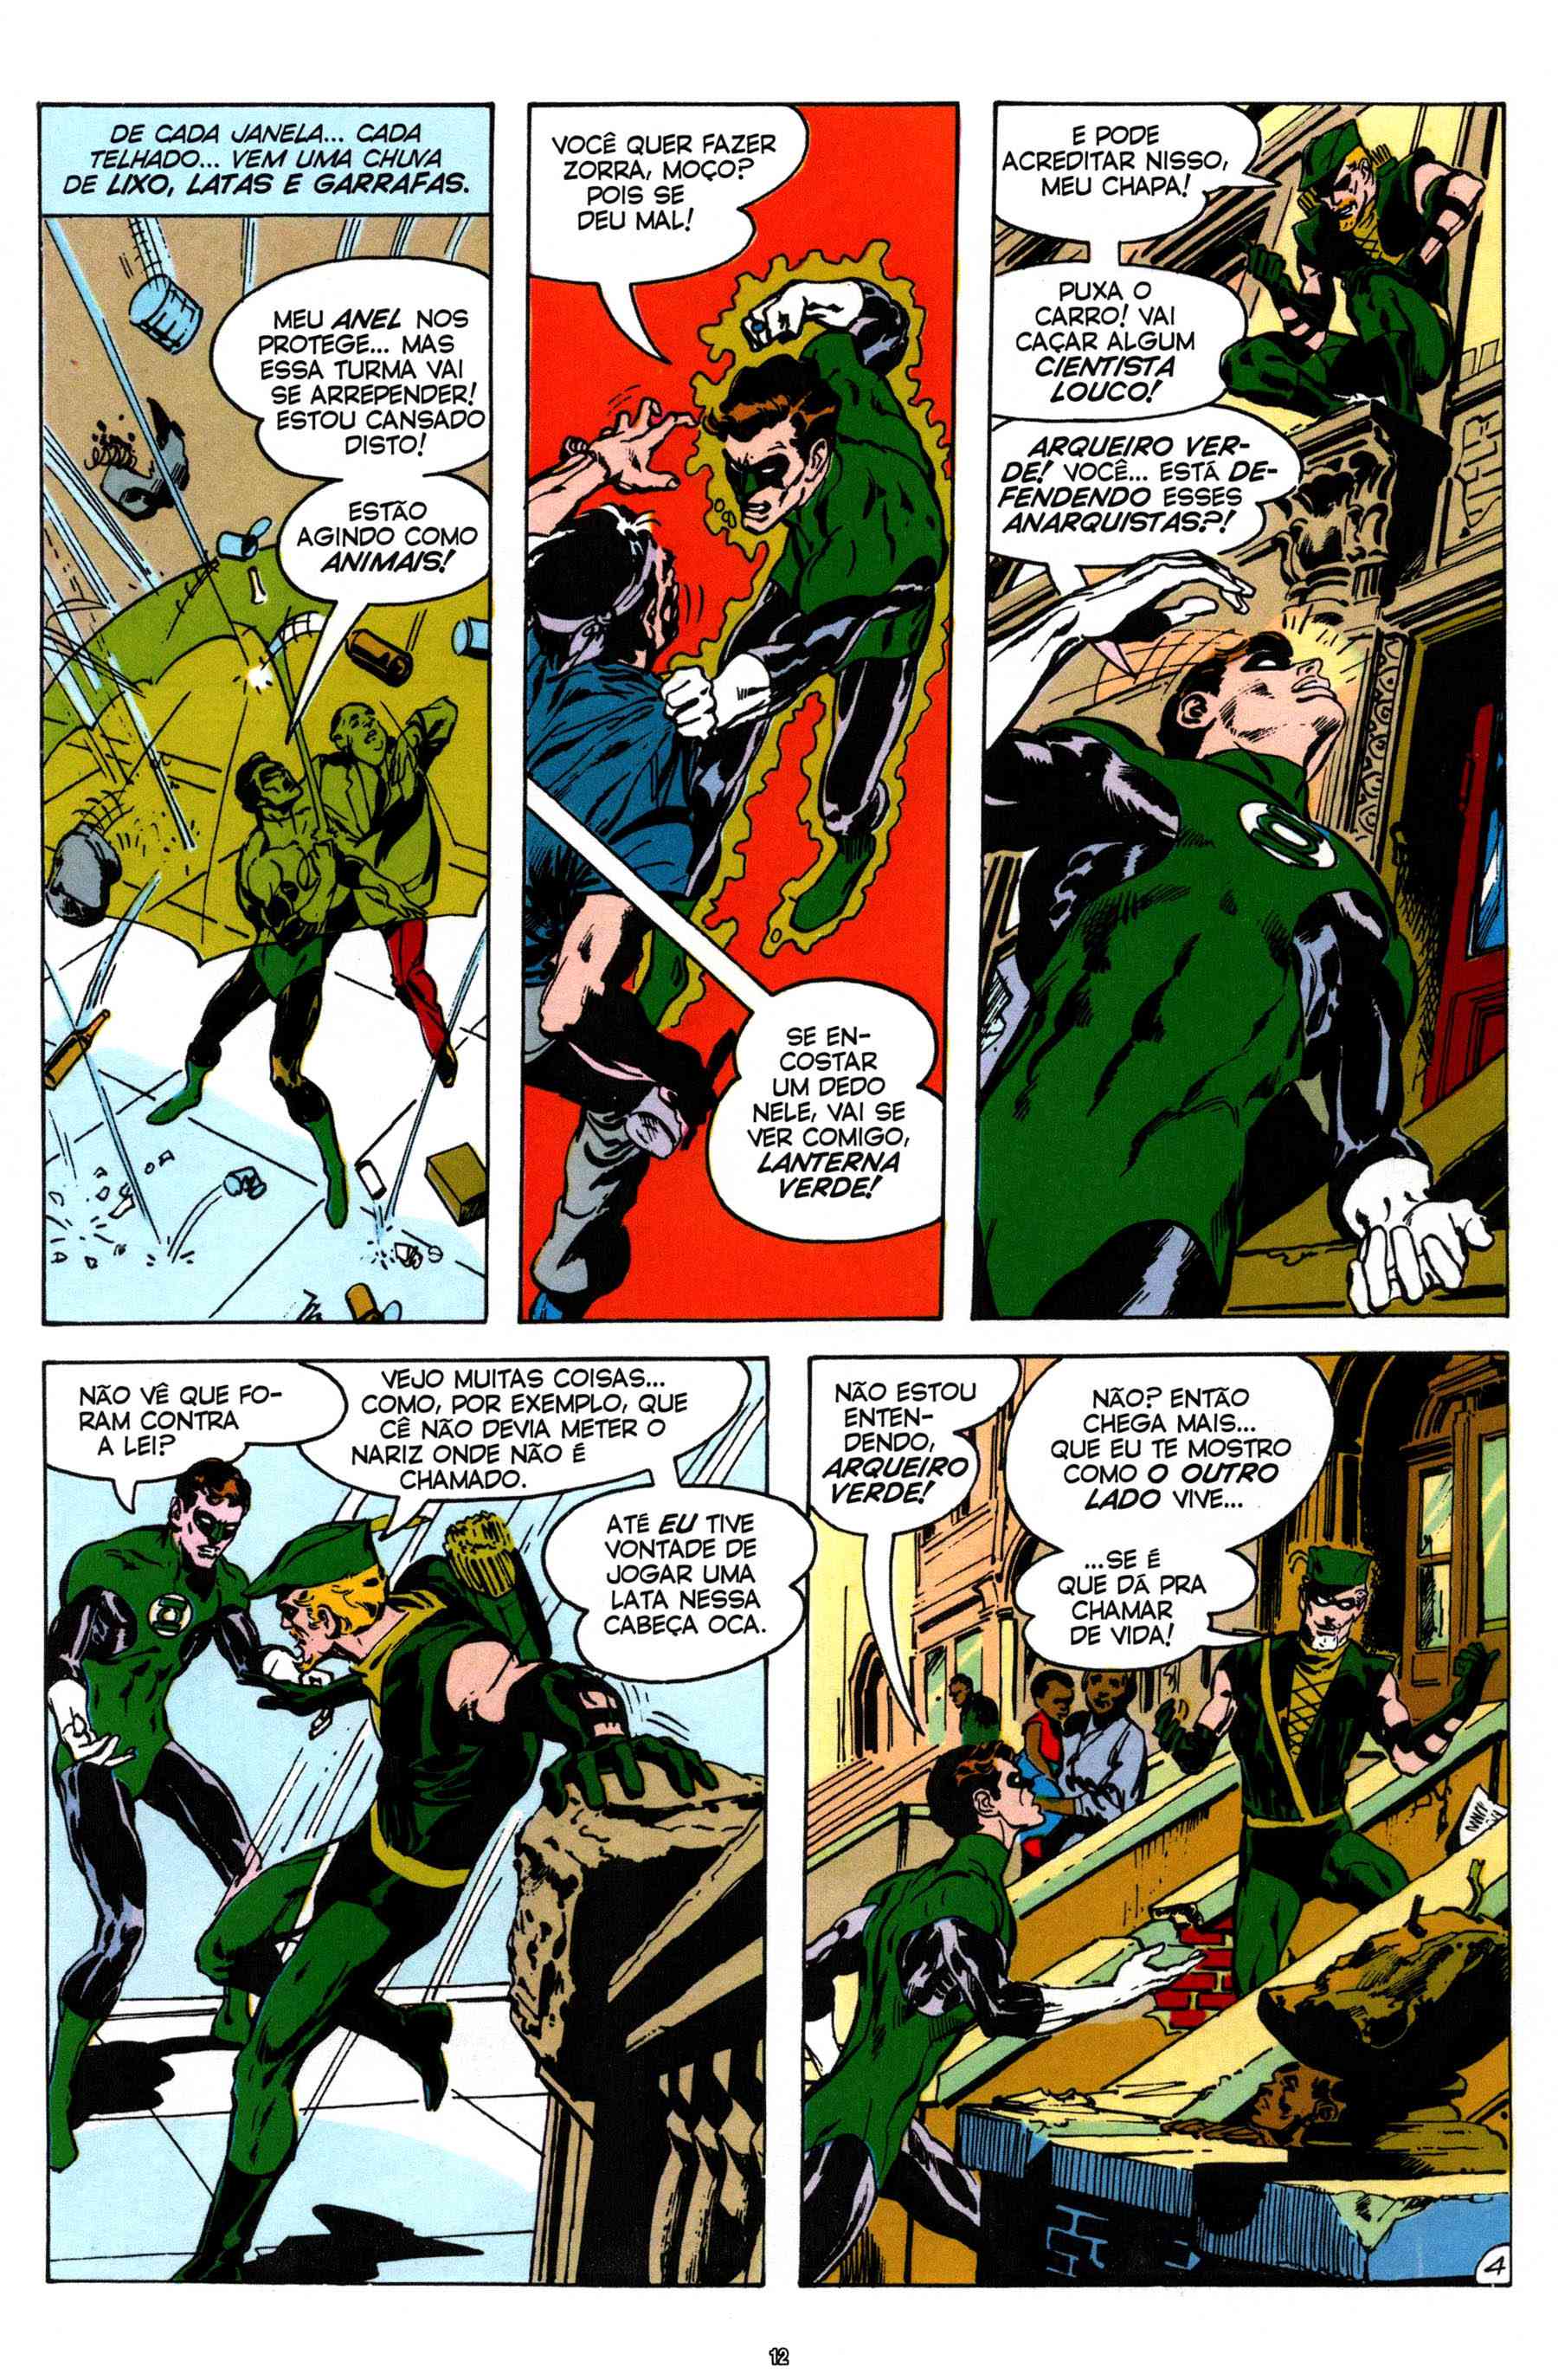 DE CADA JANELA... CADA
TELHADO... VEM UMA CHUVA
DE LIXO, LATAS E GARRAFAS.
MEU ANEL NOS
PROTEGE... MAS
ESSA TURMA VAI
SE ARREPENDER!
ESTOU CANSADO
DISTO!
ESTÃO
AGINDO COMO
ANIMAIS!
VOCÊ QUER FAZER
ZORRA, MOÇO?
POIS SE
DEU MAL!
SE EN-
COSTAR
UM DEDO
NELE, VAI SE
VER COMIGO,
LANTERNA
VERDE!
E PODE
ACREDITAR NISSO,
MEU CHAPA!
PUXA O
CARRO! VAI
CAÇAR ALGUM
CIENTISTA
LOUCO!
ARQUEIRO VER-
DE! VOCÊ... ESTÁ DE-
FENDENDO ESSES
ANARQUISTAS?!
NÃO VÊ QUE FO-
RAM CONTRA
A LEI?
VEJO MUITAS COISAS...
COMO, POR EXEMPLO, QUE
CÊ NÃO DEVIA METER O
NARIZ ONDE NÃO É
CHAMADO.
ATÉ EU TIVE
VONTADE DE
JOGAR UMA
LATA NESSA
CABEÇA OCA.
NÃO ESTOU
ENTEN-
DENDO,
ARQUEIRO
VERDE!
NÃO? ENTÃO
CHEGA MAIS...
QUE EU TE MOSTRO
COMO O OUTRO
LADO VIVE...
...SE É
QUE DÁ PRA
CHAMAR
DE VIDA!
4
12